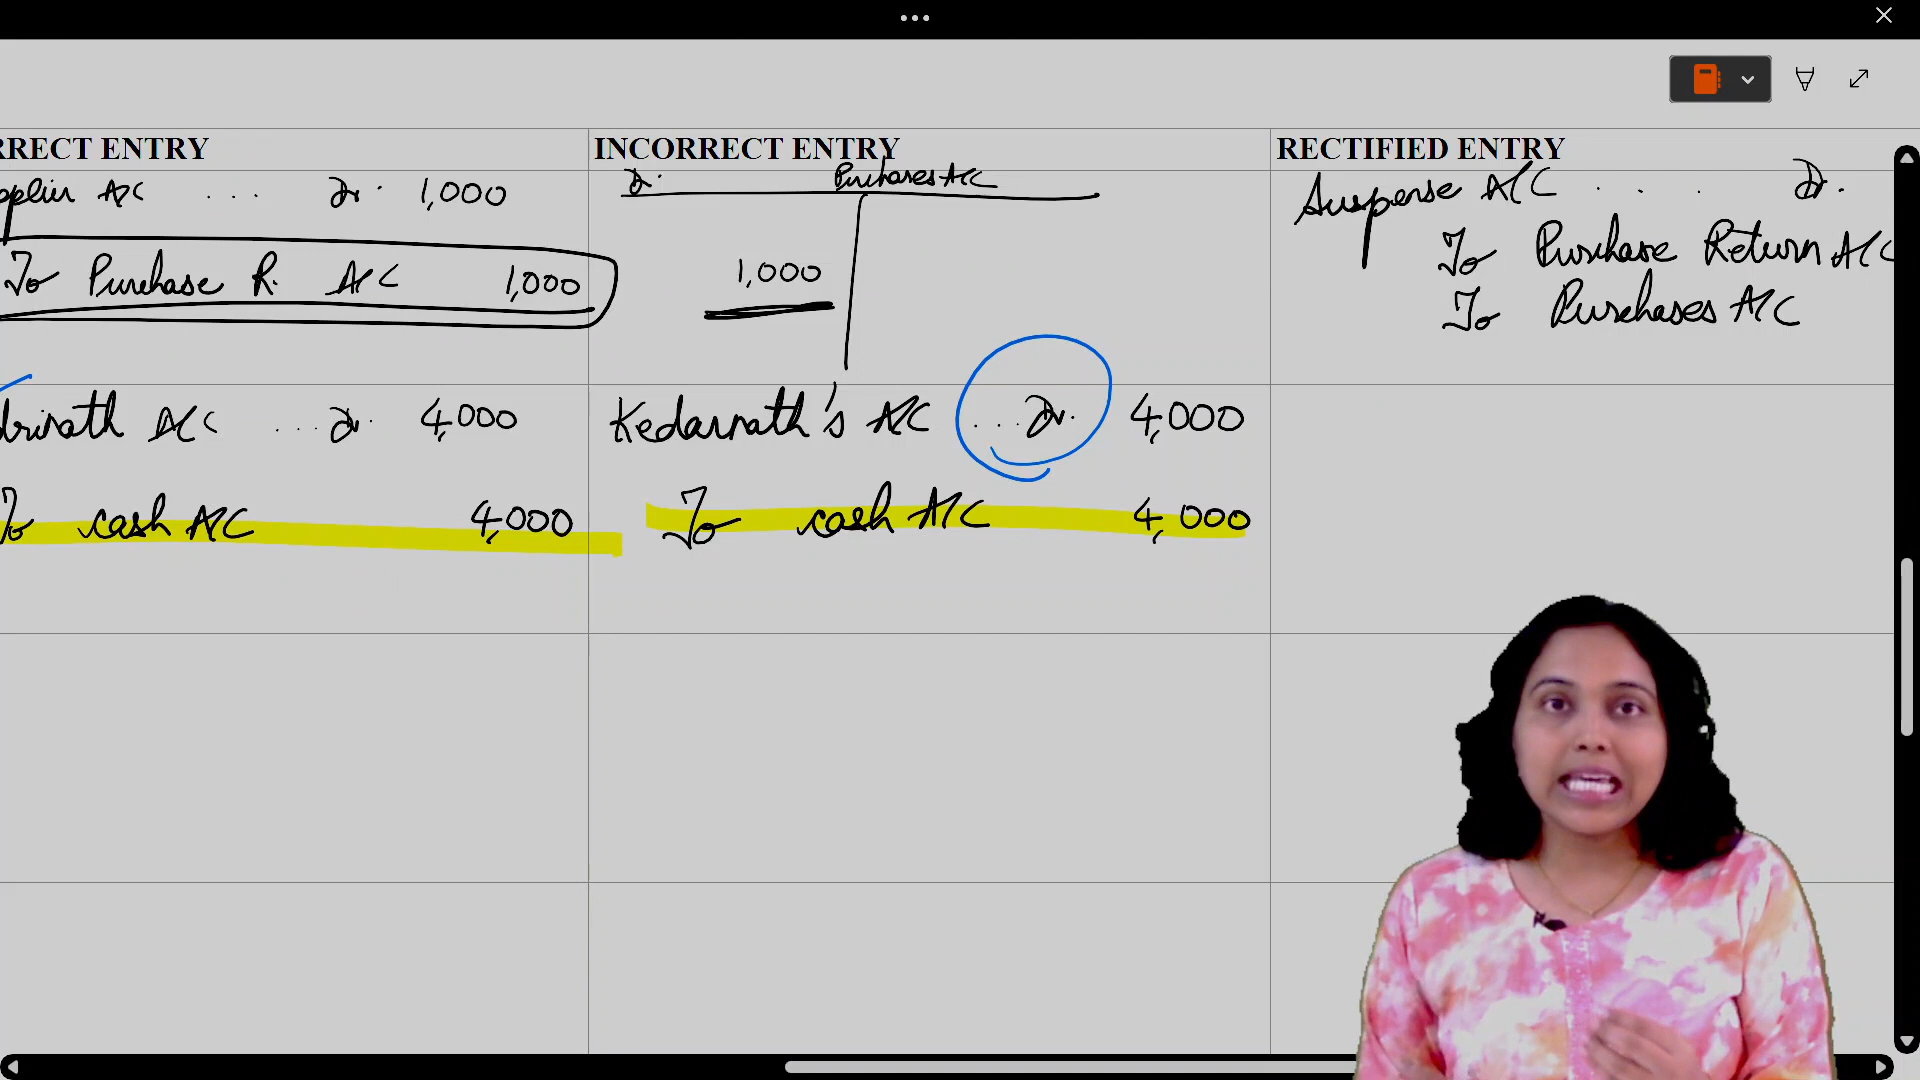 RRECT ENTRY
INCORRECT ENTRY
RECTIFIED ENTRY
pplier A/C ... Dr. 1,000
To Purchase R. A/C 1,000
Dr. Purchases A/C
1,000
Suspense A/C . . . Dr.
To Purchase Return A/C
To Purchases A/C
drinath A/C ... Dr. 4,000
To cash A/C 4,000
Kedarnath's A/C ... Dr. 4,000
To cash A/C 4,000